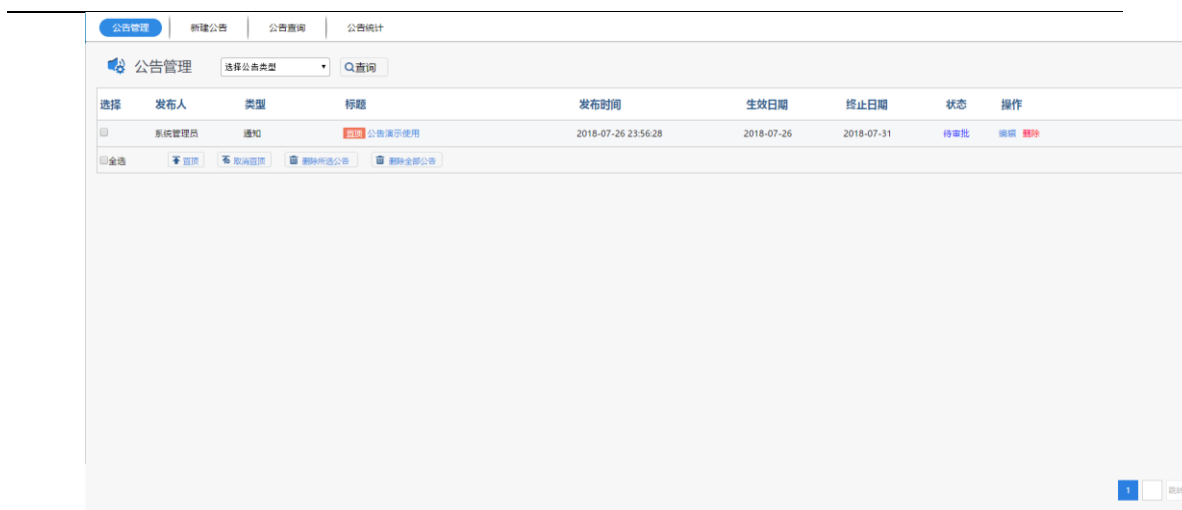 公告管理 新建公告 公告查询 公告统计
公告管理 选择公告类型 查询
选择 发布人 类型 标题 发布时间 生效日期 终止日期 状态 操作
系统管理员 通知 置顶 公告演示使用 2018-07-26 23:56:28 2018-07-26 2018-07-31 待审批 编辑 删除
全选 置顶 取消置顶 删除所选公告 删除全部公告
1